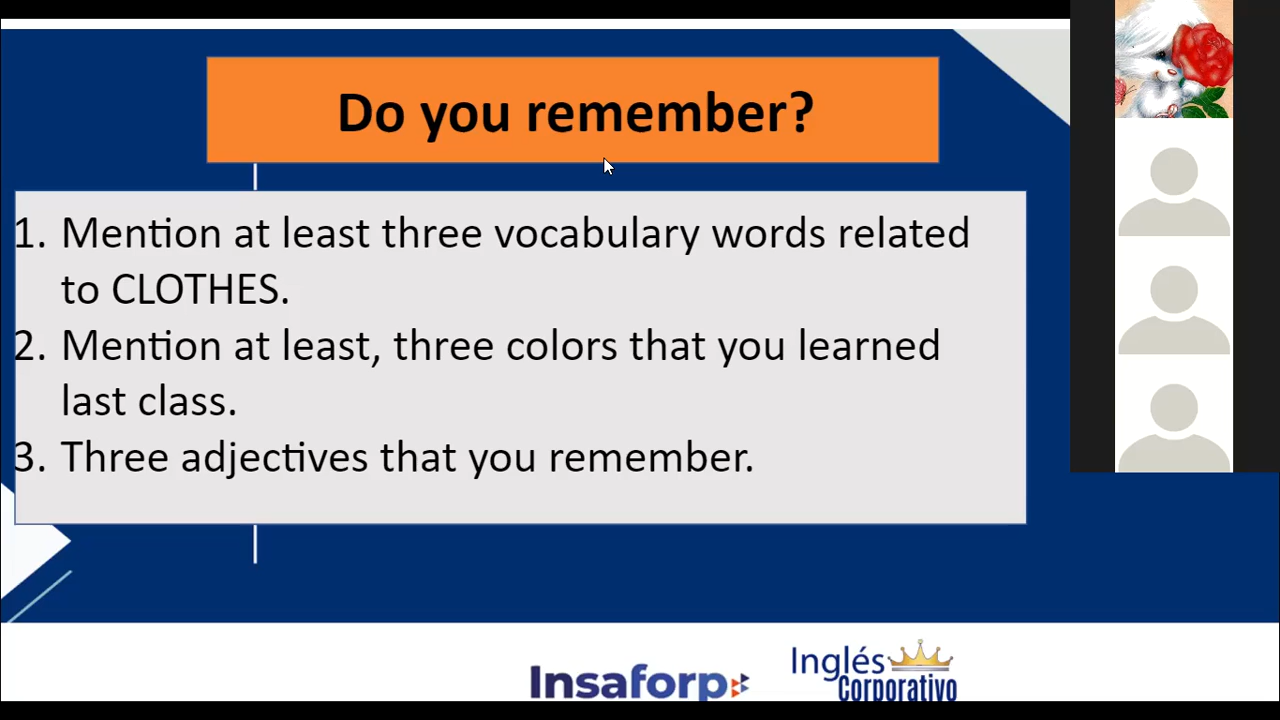 Do you remember?
1. Mention at least three vocabulary words related
to CLOTHES.
2. Mention at least, three colors that you learned
last class.
3. Three adjectives that you remember.
Insaforp
Inglés
Corporativo